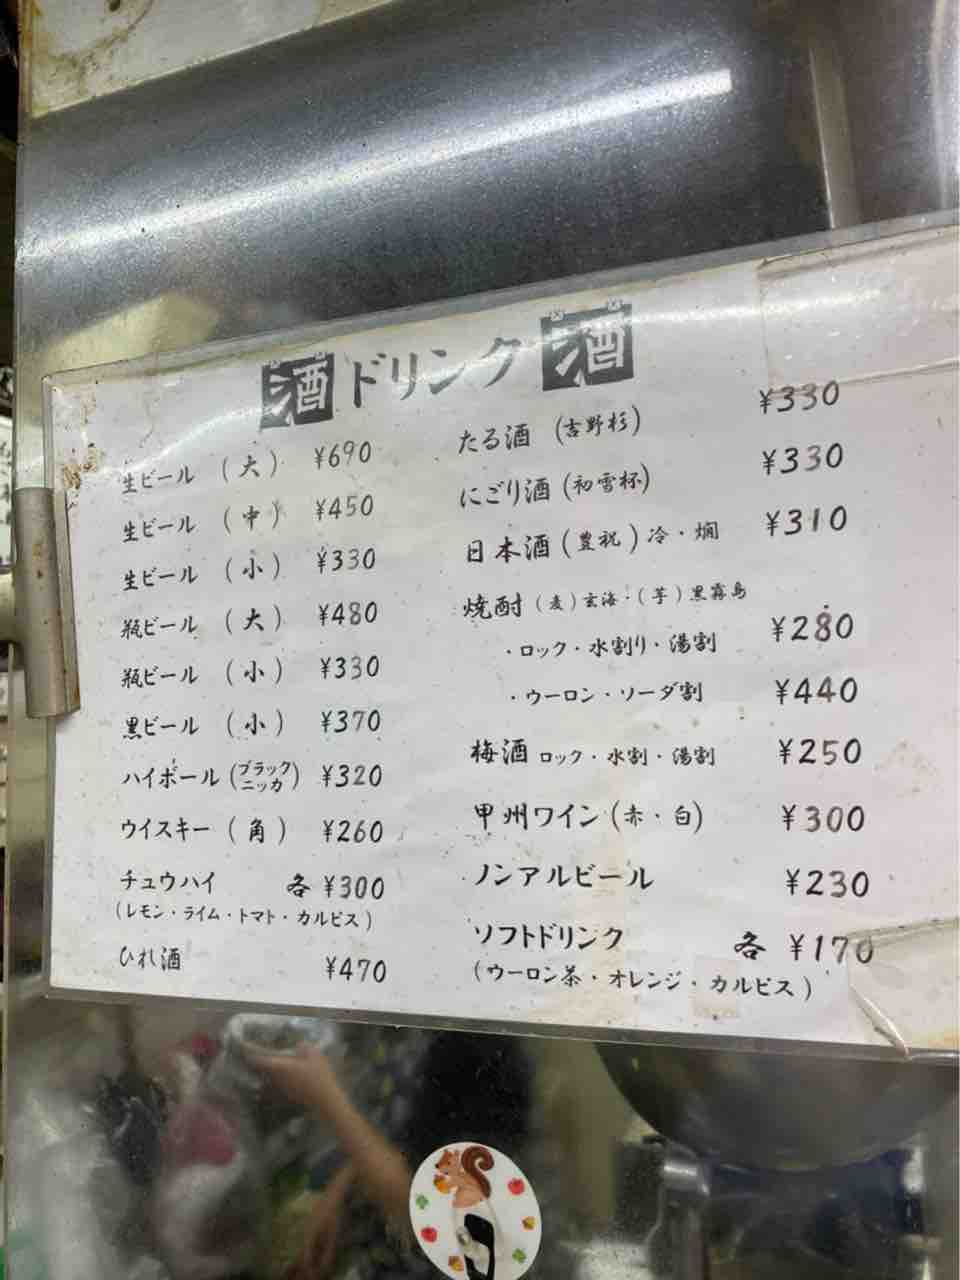 酒 ドリンク 酒
生ビール (大) ¥690
生ビール (中) ¥450
生ビール (小) ¥330
瓶ビール (大) ¥480
瓶ビール (小) ¥330
黒ビール (小) ¥370
ハイボール (ブラックニッカ) ¥320
ウイスキー (角) ¥260
チュウハイ 各 ¥300
(レモン・ライム・トマト・カルピス)
ひれ酒 ¥470
たる酒 (吉野杉) ¥330
にごり酒 (初雪杯) ¥330
日本酒 (豊祝) 冷・燗 ¥310
焼酎 (麦) 玄海・(芋) 黒霧島
・ロック・水割り・湯割 ¥280
・ウーロン・ソーダ割 ¥440
梅酒 ロック・水割・湯割 ¥250
甲州ワイン (赤・白) ¥300
ノンアルビール ¥230
ソフトドリンク 各 ¥170
(ウーロン茶・オレンジ・カルピス)